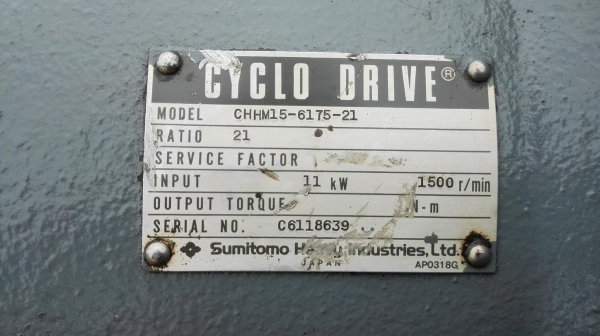 CYCLO DRIVE®
MODEL CHHM15-6175-21
RATIO 21
SERVICE FACTOR
INPUT 11 kW 1500 r/min
OUTPUT TORQUE N-m
SERIAL NO. C6118639
Sumitomo Heavy Industries, Ltd.
JAPAN AP0318G